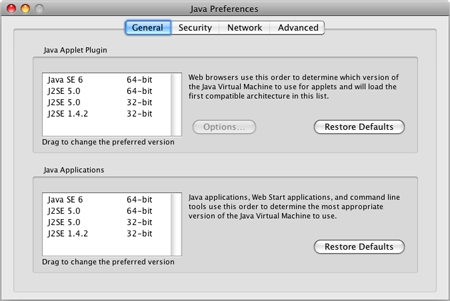 Java Preferences
General Security Network Advanced
Java Applet Plugin
Java SE 6 64-bit
J2SE 5.0 64-bit
J2SE 5.0 32-bit
J2SE 1.4.2 32-bit
Drag to change the preferred version
Web browsers use this order to determine which version of
the Java Virtual Machine to use for applets and will load the
first compatible architecture in this list.
Options... Restore Defaults
Java Applications
Java SE 6 64-bit
J2SE 5.0 32-bit
J2SE 5.0 64-bit
J2SE 1.4.2 32-bit
Drag to change the preferred version
Java applications, Web Start applications, and command line
tools use this order to determine the most appropriate
version of the Java Virtual Machine to use.
Restore Defaults